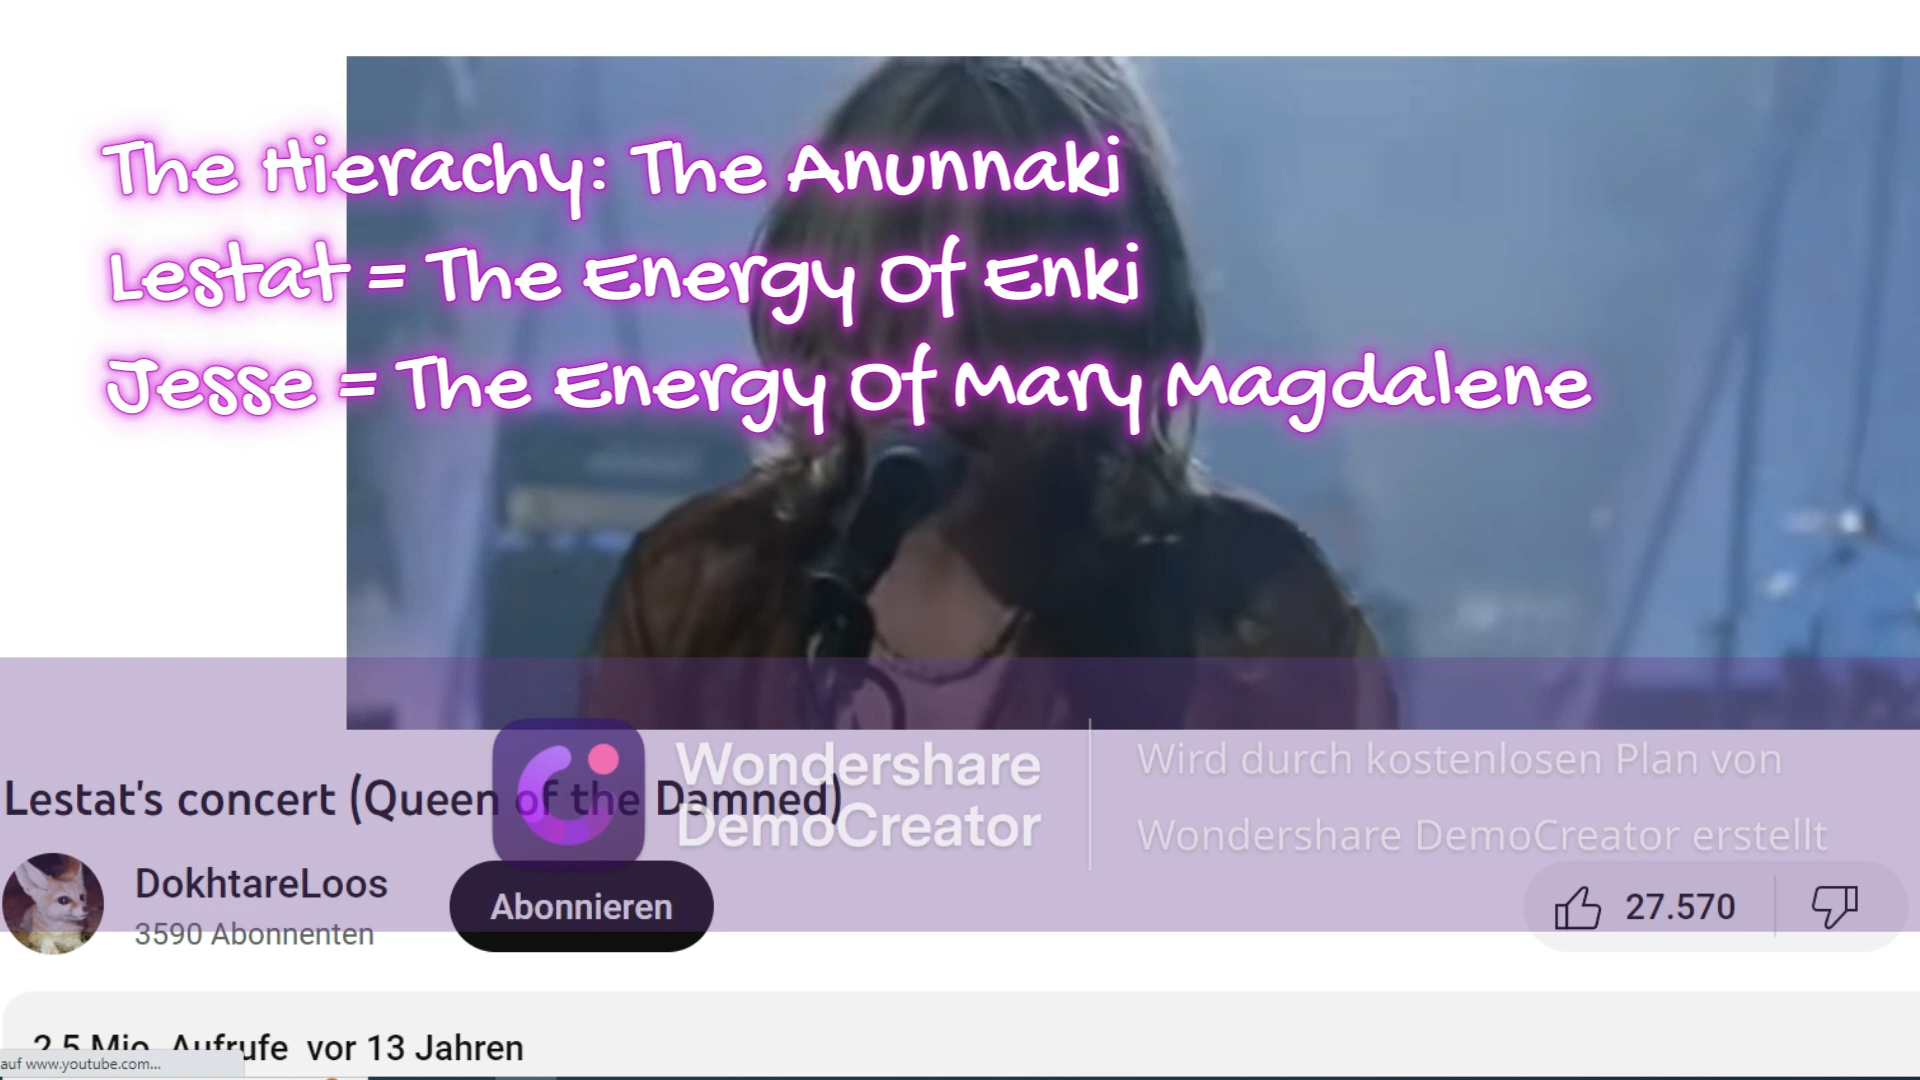 The Hierachy: The Anunnaki
Lestat = The Energy Of Enki
Jesse = The Energy Of Mary Magdalene
Wondershare
DemoCreator
Wird durch kostenlosen Plan von
Wondershare DemoCreator erstellt
Lestat's concert (Queen of the Damned)
DokhtareLoos
3590 Abonnenten
Abonnieren
27.570
2,5 Mio. Aufrufe vor 13 Jahren
auf www.youtube.com...